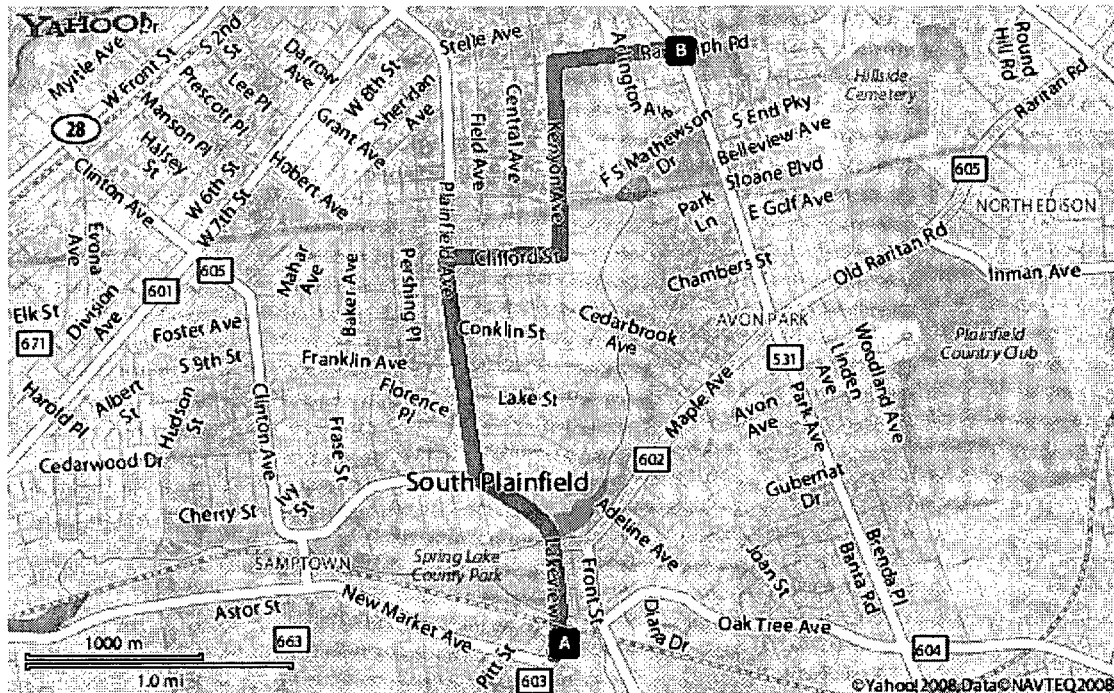 YAHOO!
Dr
Stelle Ave
Myrtle Ave
W Front St
S 2nd St
Darrow Ave
Lee Pl
Prescott Pl
Manson Pl
Halsey St
W 8th St
Sheridan Ave
Grant Ave
Hobert Ave
W 6th St
W 7th St
28
Clinton Ave
Field Ave
Central Ave
Kenyon Ave
Arlington Ave
B
Round Hill Rd
Raritan Rd
Hillside Cemetery
F S Mathewson Dr
S End Pky
Belleview Ave
Sloane Blvd
E Golf Ave
Park Ln
605
NORTH EDISON
Evona Ave
Division Ave
Elk St
671
601
605
Mahar Ave
Baker Ave
Pershing Pl
Plainfield Ave
Clifford St
Chambers St
Old Raritan Rd
Inman Ave
Foster Ave
S 9th St
Franklin Ave
Florence Pl
Conklin St
Lake St
Cedarbrook Ave
AVON PARK
531
Plainfield Country Club
Woodland Ave
Linden Ave
Park Ave
Avon Ave
Maple Ave
602
Harold Pl
Albert St
Hudson St
Clinton Ave
Frase St
Cedarwood Dr
South Plainfield
Gubernat Dr
Ivy St
Cherry St
Adeline Ave
SAMPTOWN
Spring Lake County Park
Lakeview
Front St
Joan St
Brenda Pl
Banta Rd
Astor St
New Market Ave
Pitt St
663
603
A
Diana Dr
Oak Tree Ave
604
1000 m
1.0 mi
©Yahoo! 2008 Data©NAVTEQ2008